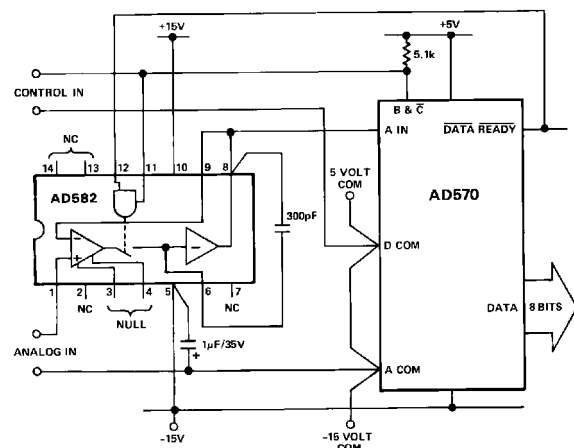 +15V
+5V
5.1k
CONTROL IN
B & C̅
A IN
D̅A̅T̅A̅ R̅E̅A̅D̅Y̅
NC
14 13 12 11 10 9 8
AD582
5 VOLT
COM
AD570
300pF
D COM
1 2 3 4 5 6 7
NC
NULL
NC
DATA
8 BITS
ANALOG IN
1μF/35V
+
A COM
-15V
-15 VOLT
COM